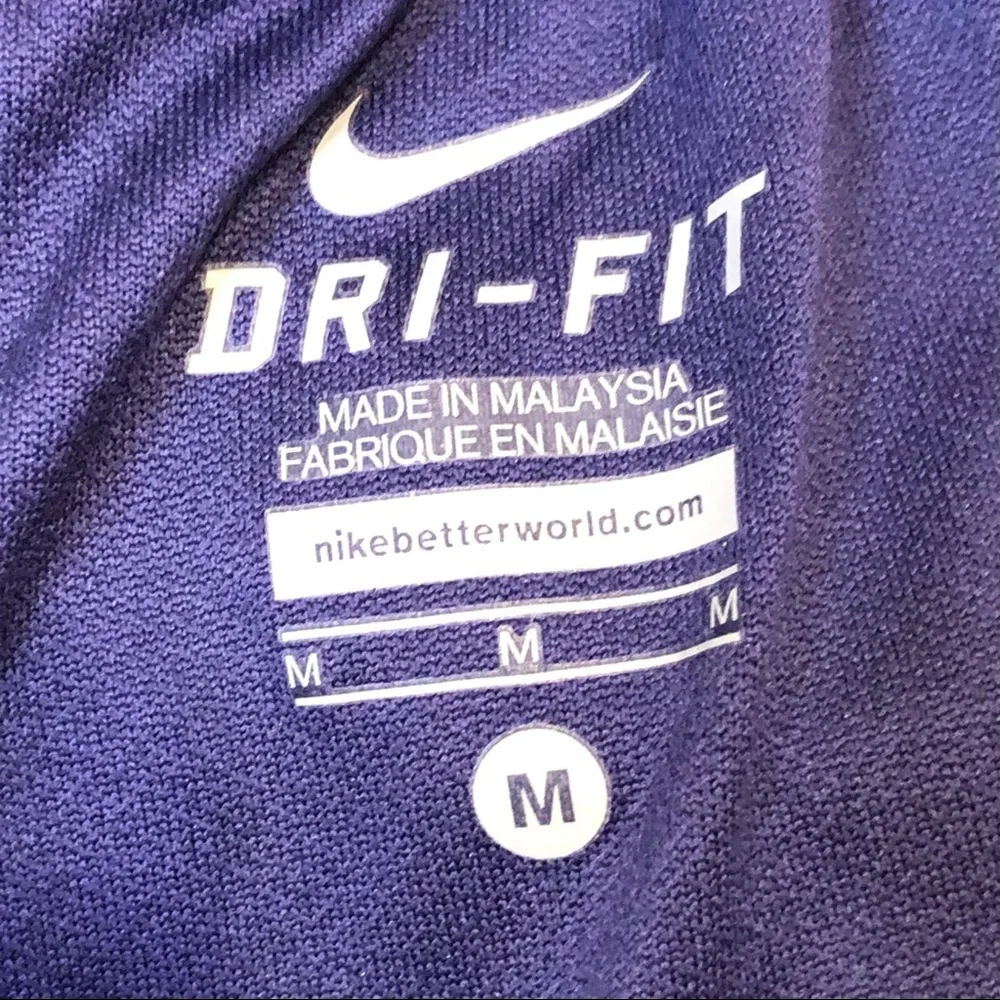 DRI-FIT
MADE IN MALAYSIA
FABRIQUE EN MALAISIE
nikebetterworld.com
M M M
M